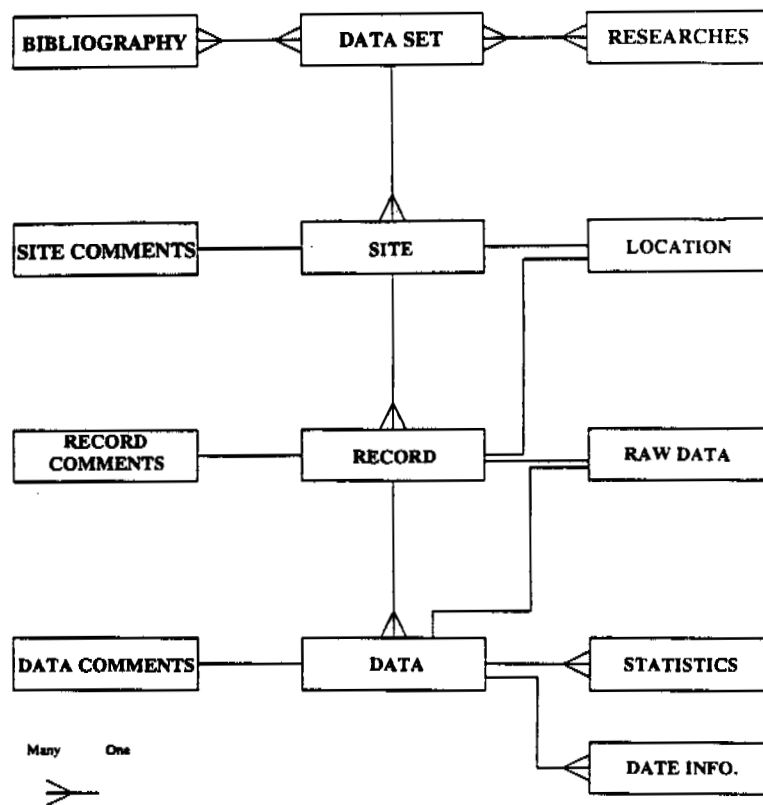 BIBLIOGRAPHY
DATA SET
RESEARCHES
SITE COMMENTS
SITE
LOCATION
RECORD
COMMENTS
RECORD
RAW DATA
DATA COMMENTS
DATA
STATISTICS
Many One
DATE INFO.